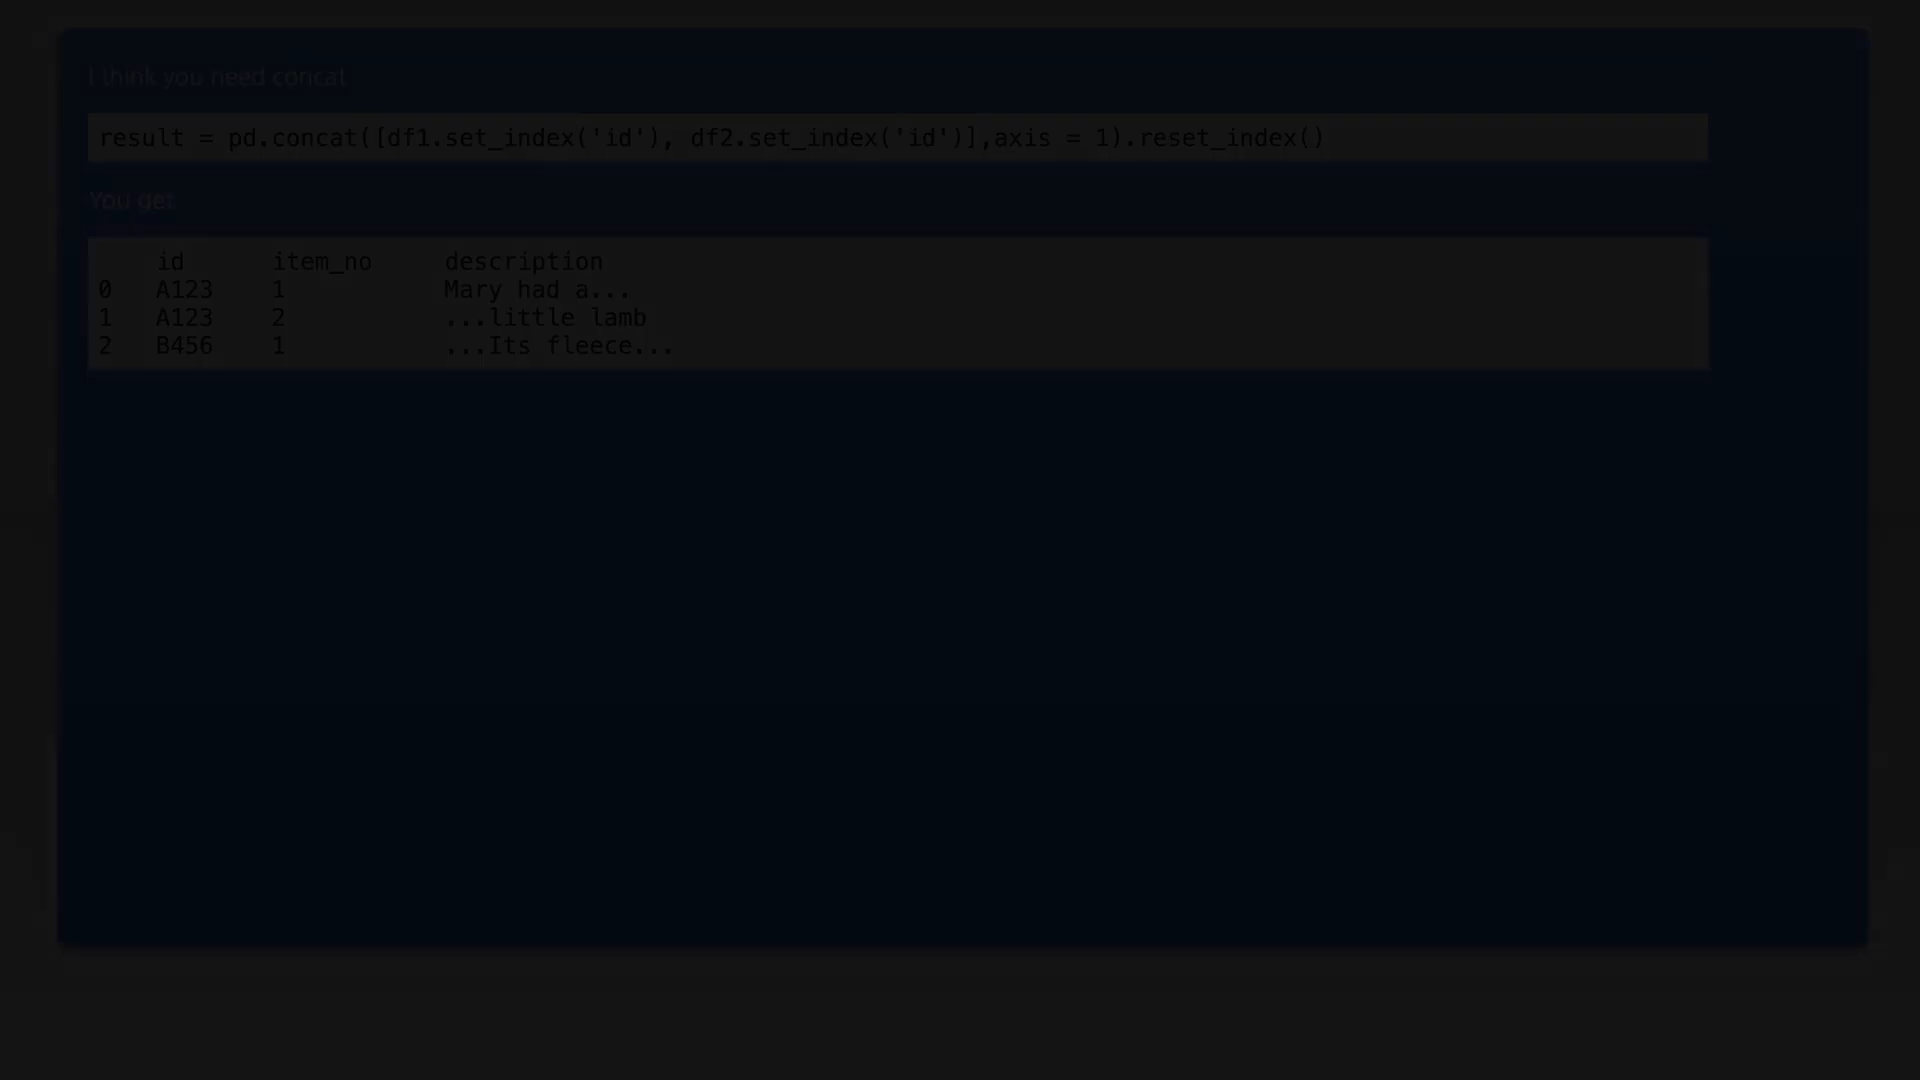 I think you need concat
result = pd.concat([df1.set_index('id'), df2.set_index('id')],axis = 1).reset_index()
You get
    id      item_no     description
0   A123    1           Mary had a...
1   A123    2           ...little lamb
2   B456    1           ...Its fleece...